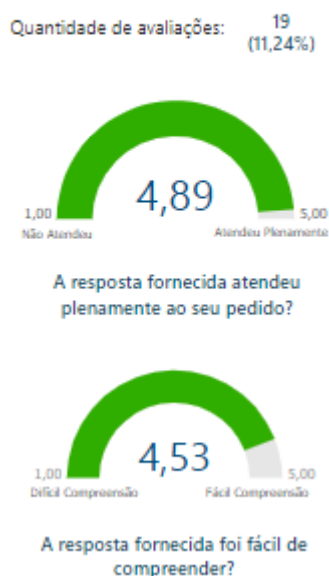 Quantidade de avaliações: 19
(11,24%)
4,89
1,00 5,00
Não Atendeu Atendeu Plenamente
A resposta fornecida atendeu
plenamente ao seu pedido?
4,53
1,00 5,00
Difícil Compreensão Fácil Compreensão
A resposta fornecida foi fácil de
compreender?